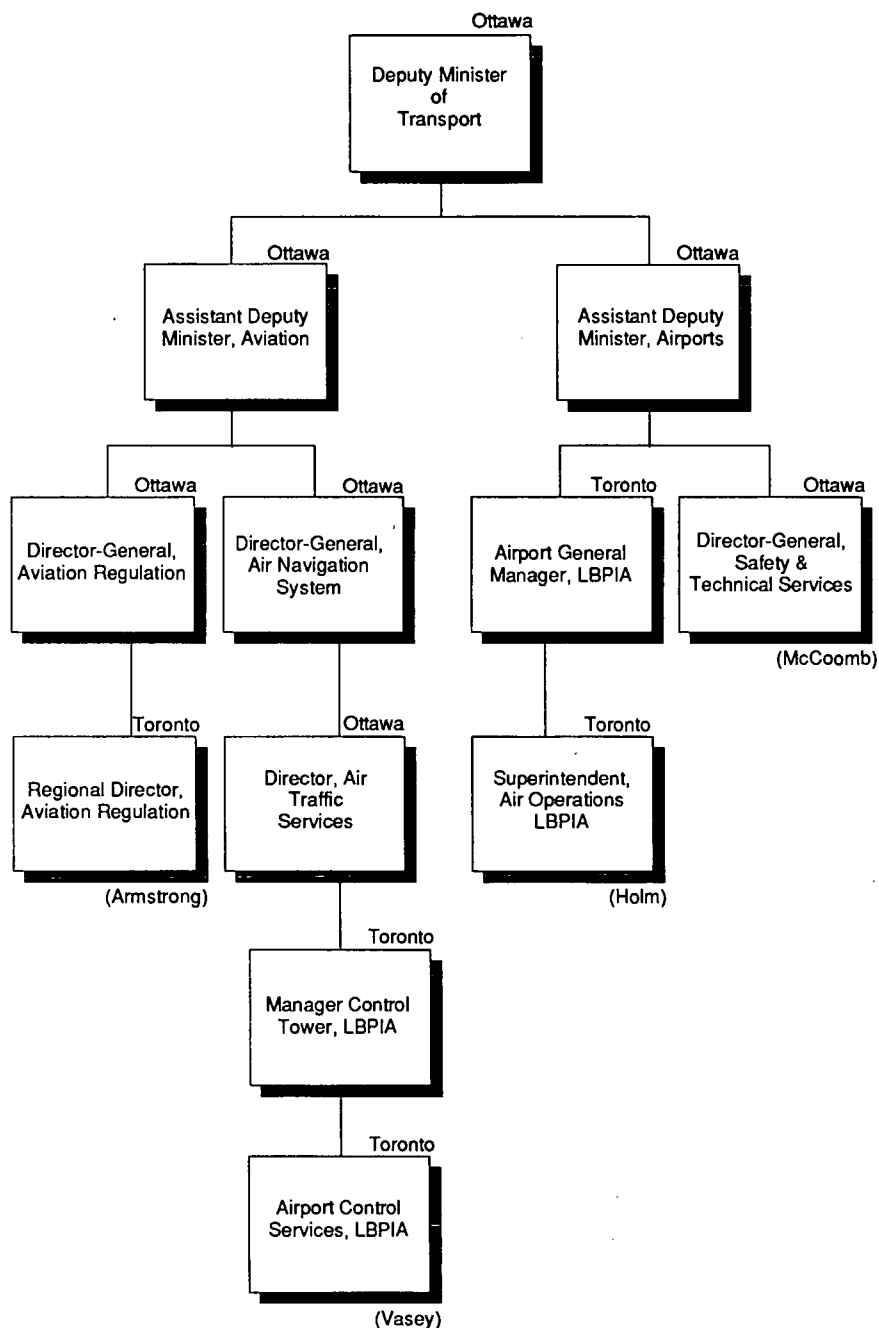 Ottawa
Deputy Minister
of
Transport
Ottawa
Assistant Deputy
Minister, Aviation
Ottawa
Assistant Deputy
Minister, Airports
Ottawa
Director-General,
Aviation Regulation
Ottawa
Director-General,
Air Navigation
System
Toronto
Airport General
Manager, LBPIA
Ottawa
Director-General,
Safety &
Technical Services
(McCoomb)
Toronto
Regional Director,
Aviation Regulation
(Armstrong)
Ottawa
Director, Air
Traffic
Services
Toronto
Superintendent,
Air Operations
LBPIA
(Holm)
Toronto
Manager Control
Tower, LBPIA
Toronto
Airport Control
Services, LBPIA
(Vasey)